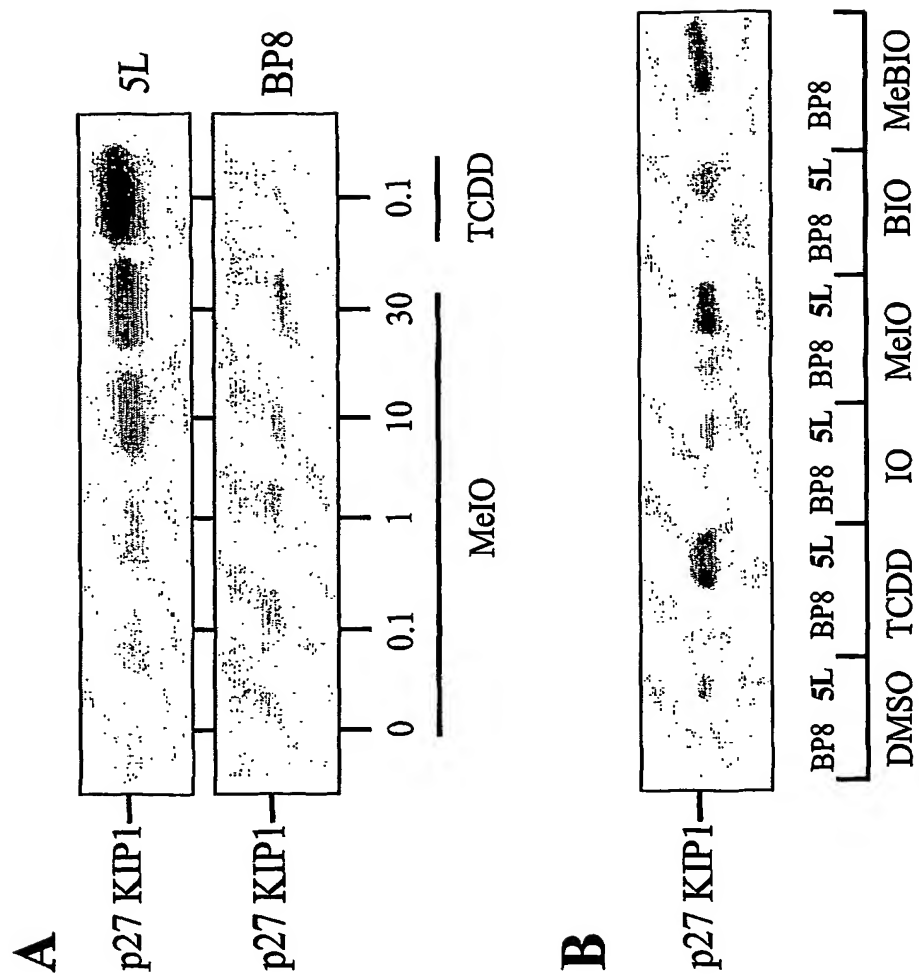 A
p27 KIP1
5L
p27 KIP1
BP8
0 0.1 1 10 30 0.1
MeIO TCDD
B
p27 KIP1
BP8 5L BP8 5L BP8 5L BP8 5L BP8 5L BP8
DMSO TCDD IO MeIO BIO MeBIO